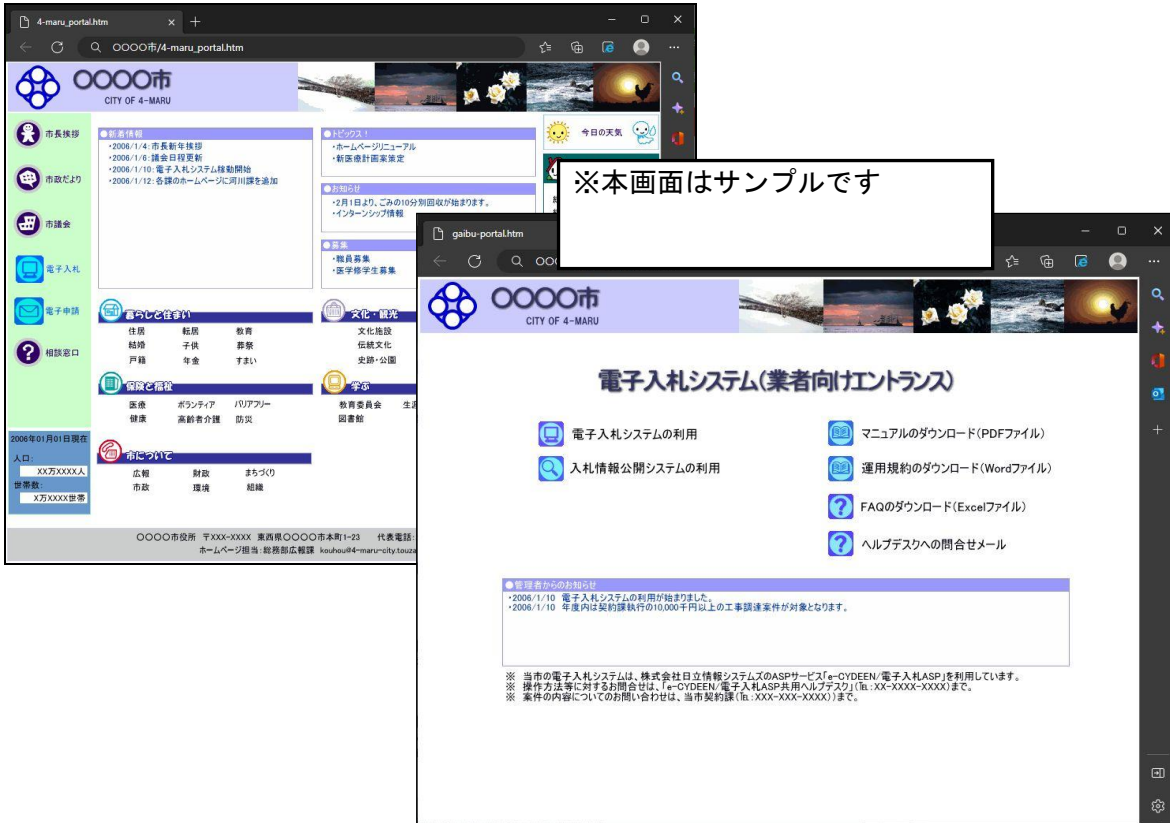 4-maru_portal.htm
〇〇〇〇市/4-maru_portal.htm
〇〇〇〇市
CITY OF 4-MARU
市長挨拶
市政だより
市議会
電子入札
電子申請
相談窓口
●新着情報
・2006/1/4:市長新年挨拶
・2006/1/6:議会日程更新
・2006/1/10:電子入札システム稼動開始
・2006/1/12:各課のホームページに河川課を追加
●トピックス!
・ホームページリニューアル
・新医療計画案策定
●お知らせ
・2月1日より、ごみの10分別回収が始まります。
・インターンシップ情報
●募集
・職員募集
・医学修学生募集
今日の天気
暮らしと住まい
住居 転居 教育
結婚 子供 葬祭
戸籍 年金 すまい
文化・観光
文化施設
伝統文化
史跡・公園
保険と福祉
医療 ボランティア バリアフリー
健康 高齢者介護 防災
学ぶ
教育委員会
図書館
市について
広報 財政 まちづくり
市政 環境 組織
2006年01月01日現在
人口:
XX万XXXX人
世帯数:
X万XXXX世帯
〇〇〇〇市役所 〒XXX-XXXX 東西県〇〇〇〇市本町1-23 代表電話:
ホームページ担当:総務部広報課 kouhou@4-maru-city.touza
※本画面はサンプルです
gaibu-portal.htm
〇〇〇〇市
CITY OF 4-MARU
電子入札システム(業者向けエントランス)
電子入札システムの利用
入札情報公開システムの利用
マニュアルのダウンロード(PDFファイル)
運用規約のダウンロード(Wordファイル)
FAQのダウンロード(Excelファイル)
ヘルプデスクへの問合せメール
●管理者からのお知らせ
・2006/1/10 電子入札システムの利用が始まりました。
・2006/1/10 年度内は契約課執行の10,000千円以上の工事調達案件が対象となります。
※ 当市の電子入札システムは、株式会社日立情報システムズのASPサービス「e-CYDEEN/電子入札ASP」を利用しています。
※ 操作方法等に対するお問合せは、「e-CYDEEN/電子入札ASP共用ヘルプデスク」(℡:XX-XXXX-XXXX)まで。
※ 案件の内容についてのお問い合わせは、当市契約課(℡:XXX-XXX-XXXX))まで。